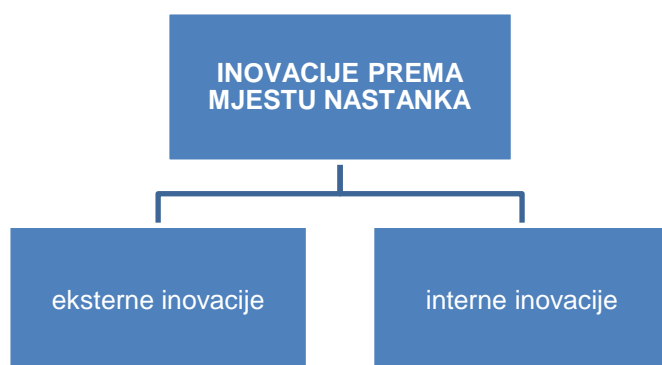 INOVACIJE PREMA
MJESTU NASTANKA
eksterne inovacije
interne inovacije